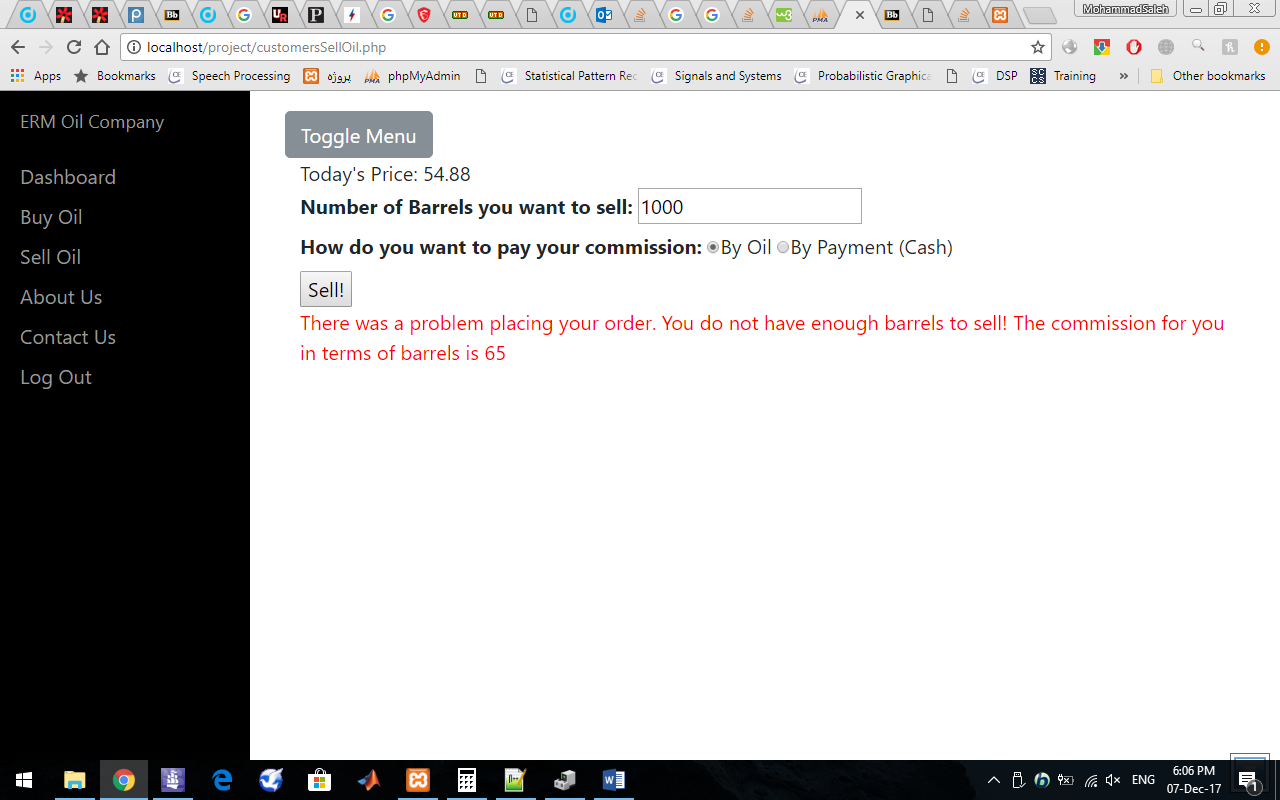 MohammadSaleh
localhost/project/customersSellOil.php
Apps Bookmarks Speech Processing پروژه phpMyAdmin Statistical Pattern Rec Signals and Systems Probabilistic Graphica DSP Training » Other bookmarks
ERM Oil Company
Dashboard
Buy Oil
Sell Oil
About Us
Contact Us
Log Out
Toggle Menu
Today's Price: 54.88
Number of Barrels you want to sell: 1000
How do you want to pay your commission: By Oil By Payment (Cash)
Sell!
There was a problem placing your order. You do not have enough barrels to sell! The commission for you
in terms of barrels is 65
ENG
6:06 PM
07-Dec-17
1